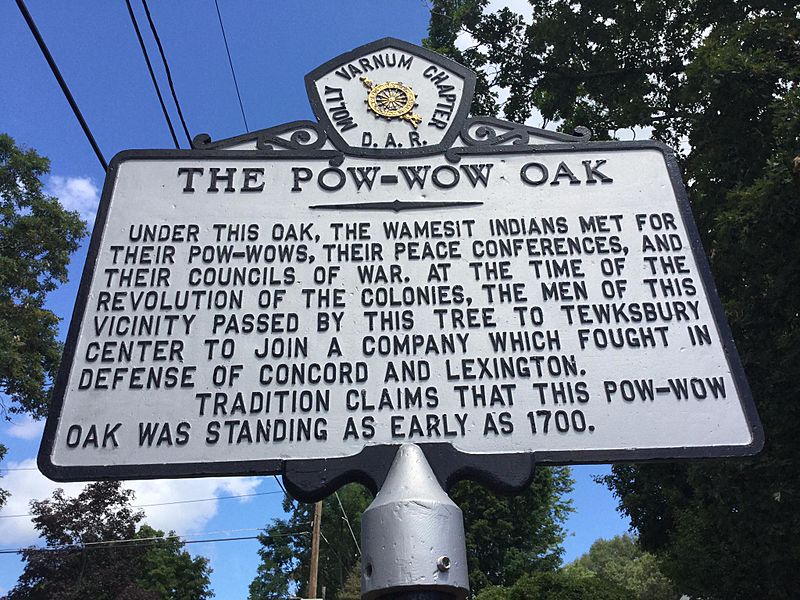 MOLLY VARNUM CHAPTER
D.A.R.
THE POW-WOW OAK
UNDER THIS OAK, THE WAMESIT INDIANS MET FOR
THEIR POW-WOWS, THEIR PEACE CONFERENCES, AND
THEIR COUNCILS OF WAR. AT THE TIME OF THE
REVOLUTION OF THE COLONIES, THE MEN OF THIS
VICINITY PASSED BY THIS TREE TO TEWKSBURY
CENTER TO JOIN A COMPANY WHICH FOUGHT IN
DEFENSE OF CONCORD AND LEXINGTON.
TRADITION CLAIMS THAT THIS POW-WOW
OAK WAS STANDING AS EARLY AS 1700.